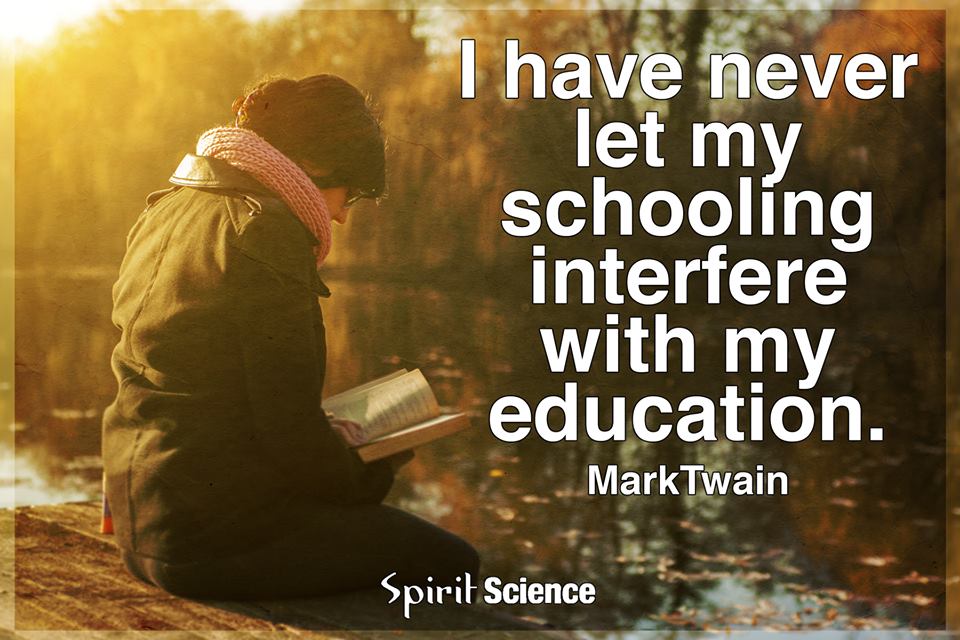 I have never
let my
schooling
interfere
with my
education.
MarkTwain
Spirit Science